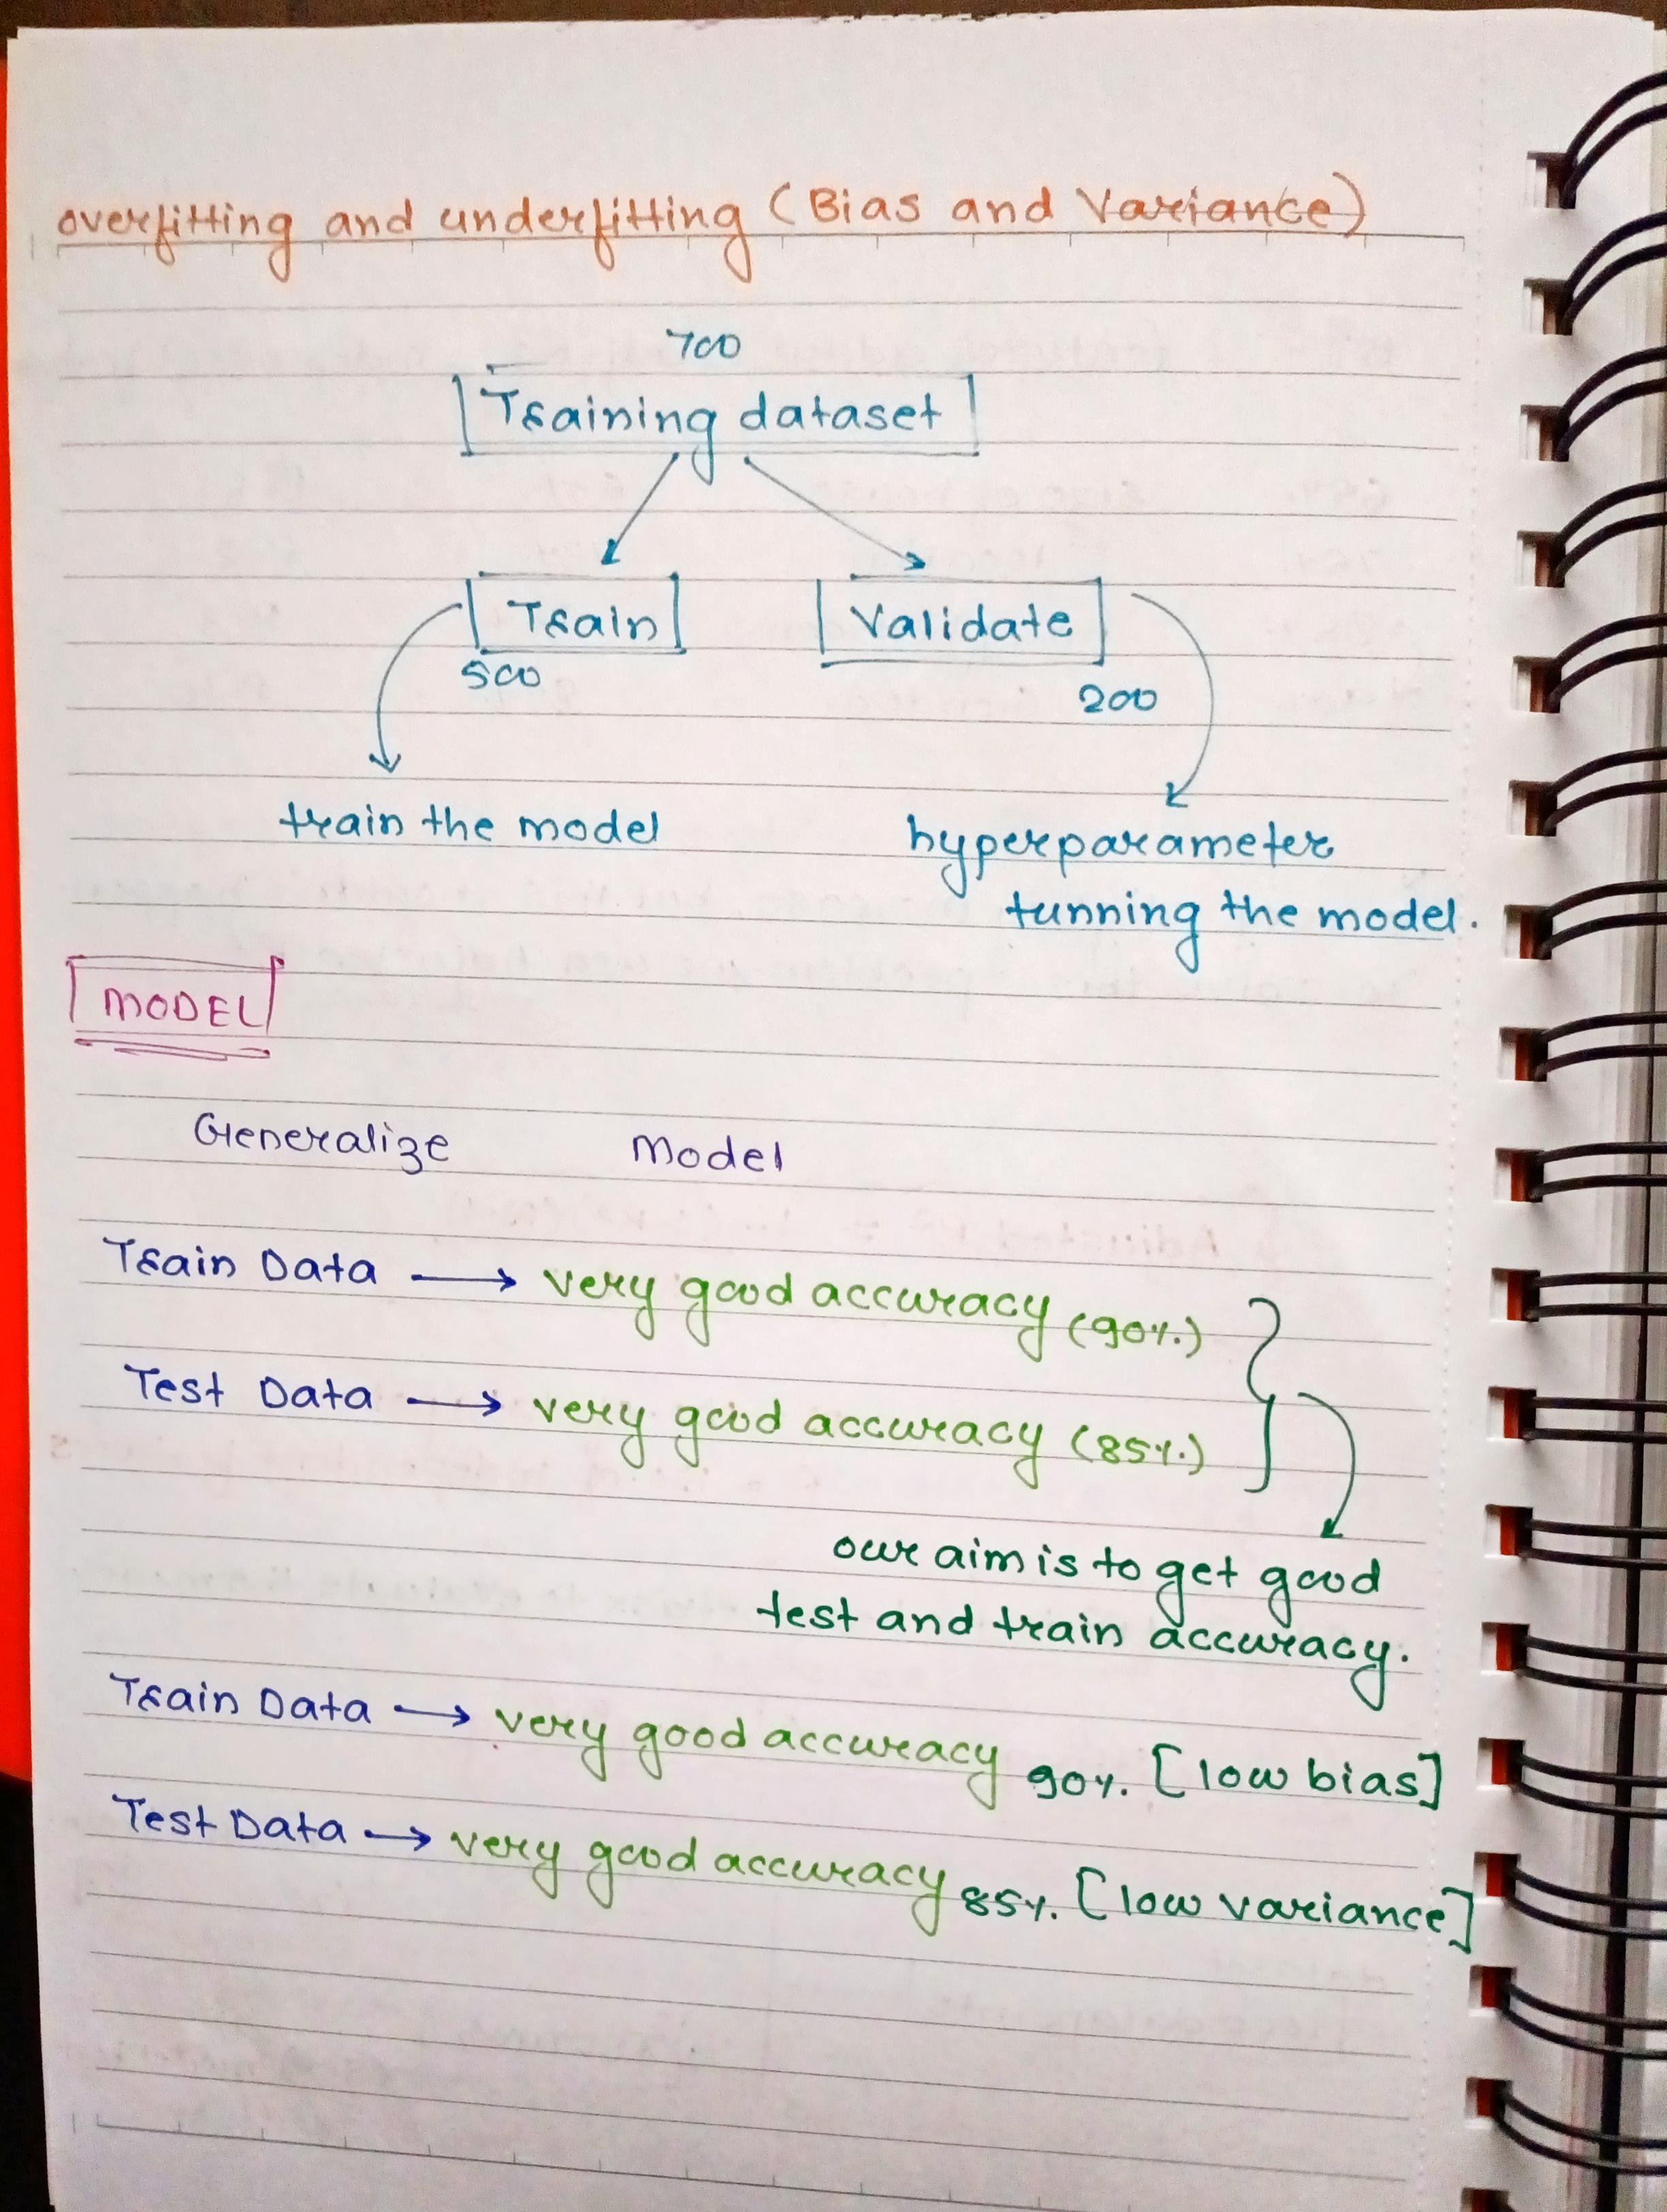 overfitting and underfitting (Bias and Variance)
700
Training dataset
Train
Validate
500
200
train the model
hyperparameter
tunning the model.
MODEL
Generalize Model
Train Data → very good accuracy (90%)
Test Data → very good accuracy (85%)
our aim is to get good
test and train accuracy.
Train Data → very good accuracy 90%. [low bias]
Test Data → very good accuracy 85%. [low variance]